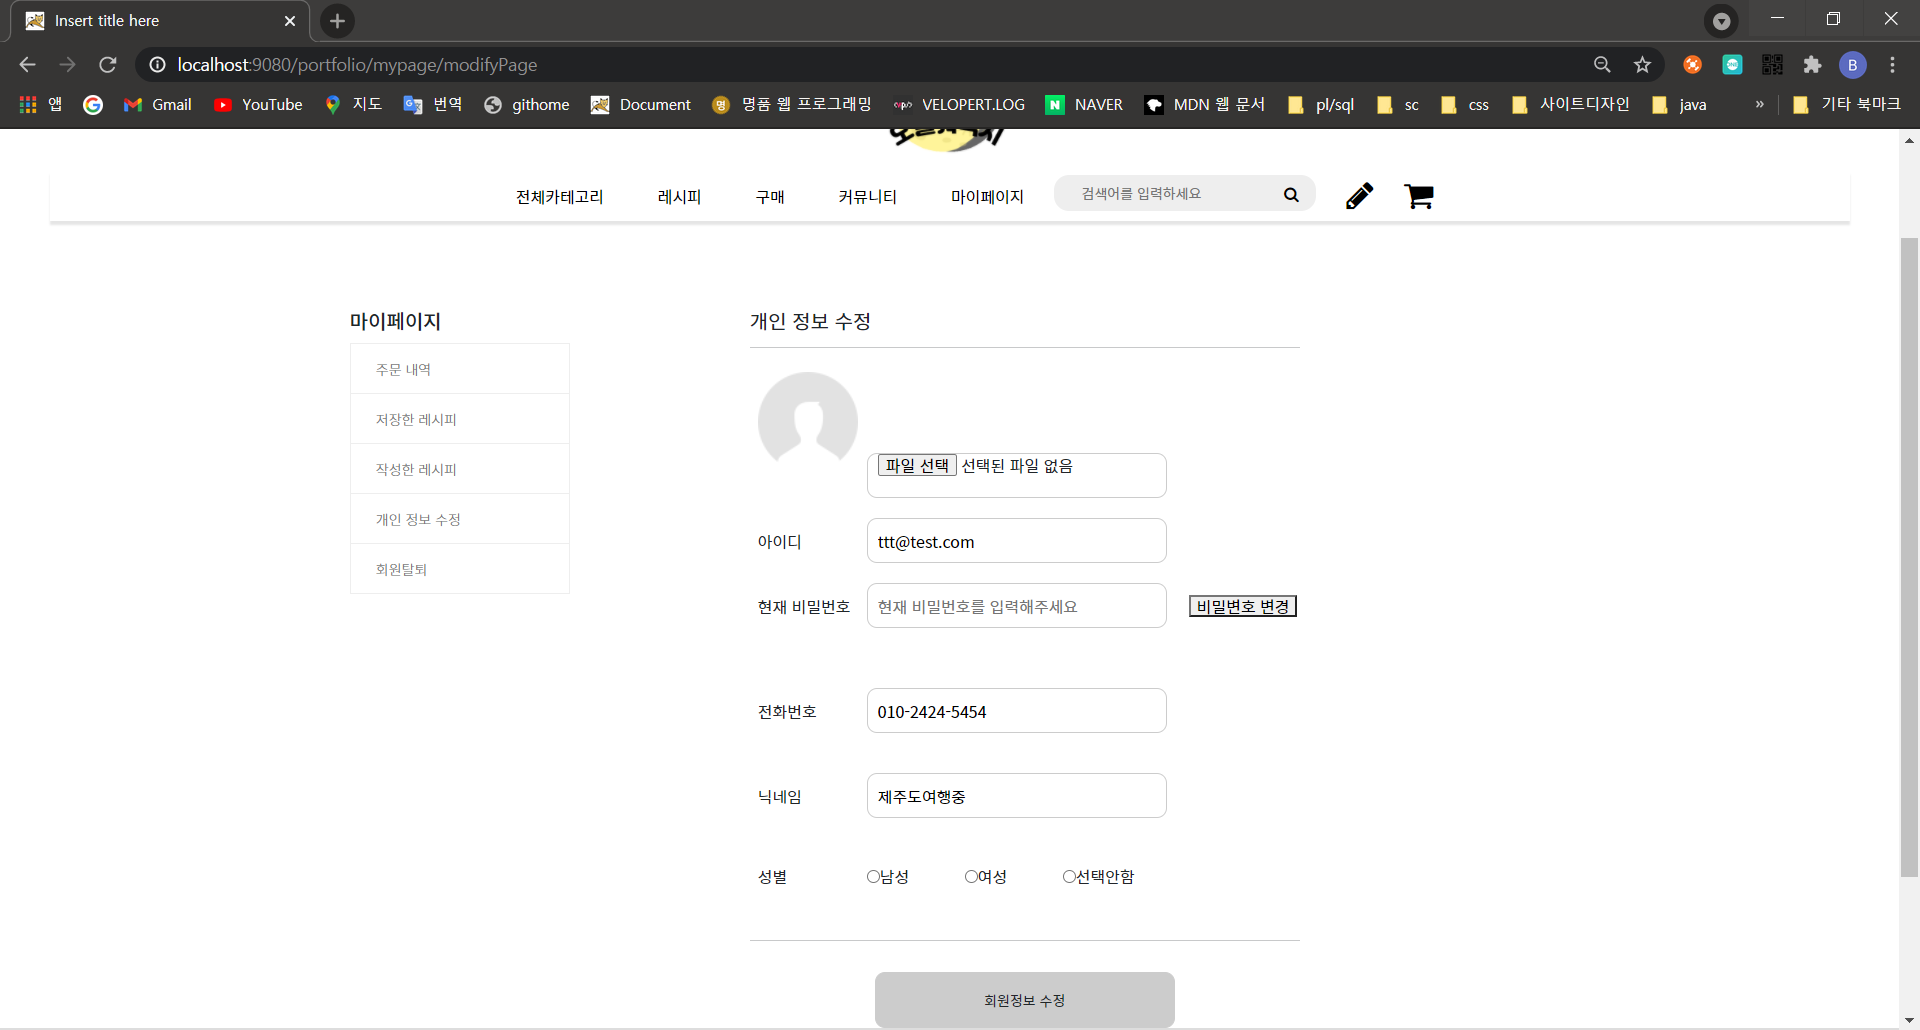 Insert title here
localhost:9080/portfolio/mypage/modifyPage
B
앱 Gmail YouTube 지도 번역 githome Document 명품 웹 프로그래밍 VELOPERT.LOG NAVER MDN 웹 문서 pl/sql sc css 사이트디자인 java » 기타 북마크
전체카테고리 레시피 구매 커뮤니티 마이페이지 검색어를 입력하세요
마이페이지
주문 내역
저장한 레시피
작성한 레시피
개인 정보 수정
회원탈퇴
개인 정보 수정
파일 선택 선택된 파일 없음
아이디 ttt@test.com
현재 비밀번호 현재 비밀번호를 입력해주세요 비밀변호 변경
전화번호 010-2424-5454
닉네임 제주도여행중
성별 남성 여성 선택안함
회원정보 수정